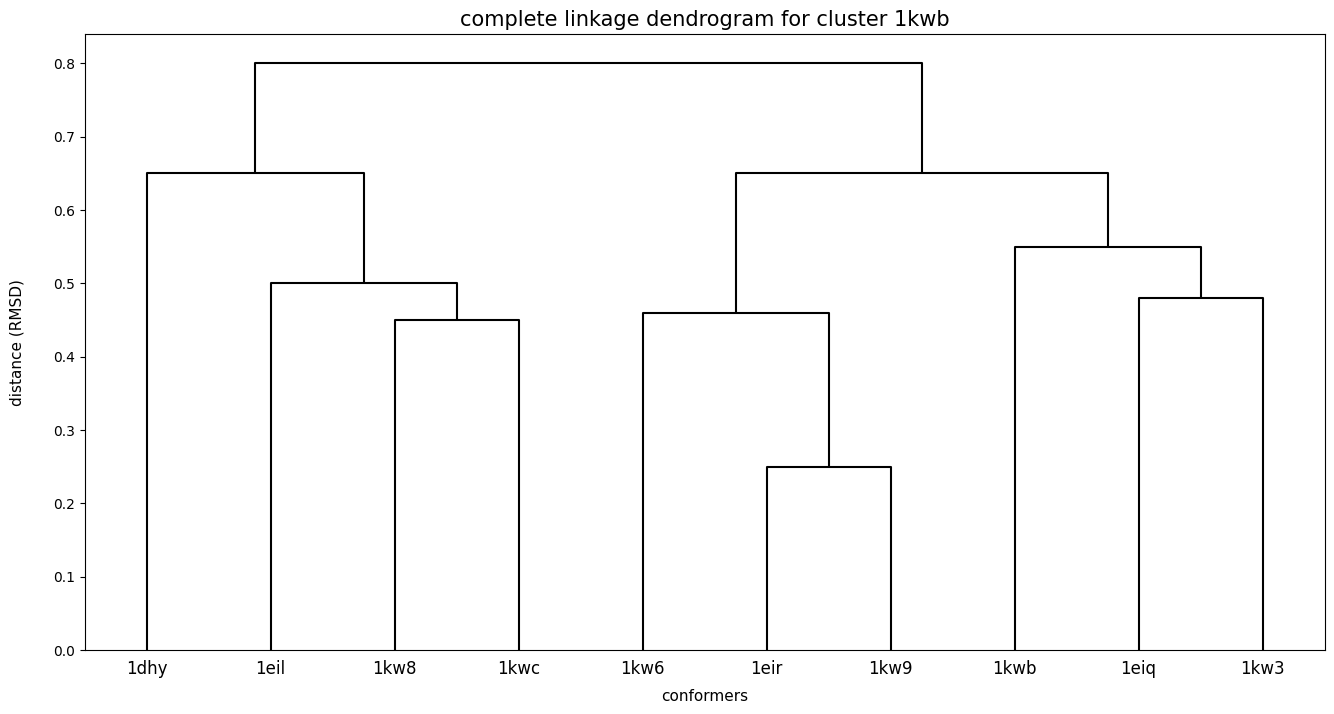 complete linkage dendrogram for cluster 1kwb
0.8
0.7
0.6
0.5
0.4
0.3
0.2
0.1
0.0
distance (RMSD)
1dhy 1eil 1kw8 1kwc 1kw6 1eir 1kw9 1kwb 1eiq 1kw3
conformers